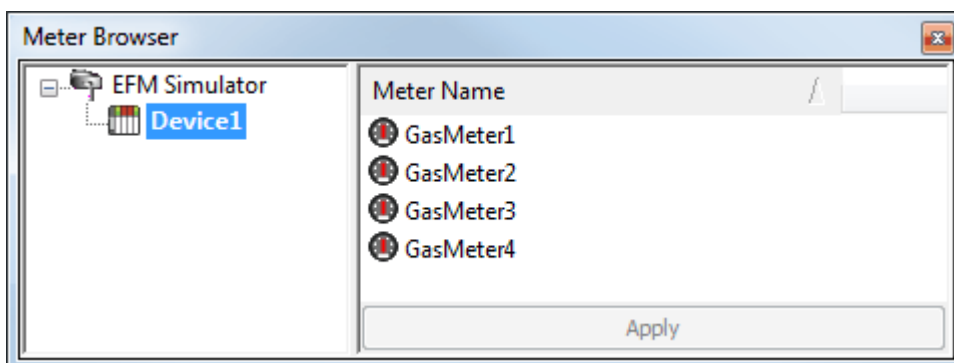 Meter Browser
EFM Simulator
Device1
Meter Name
GasMeter1
GasMeter2
GasMeter3
GasMeter4
Apply